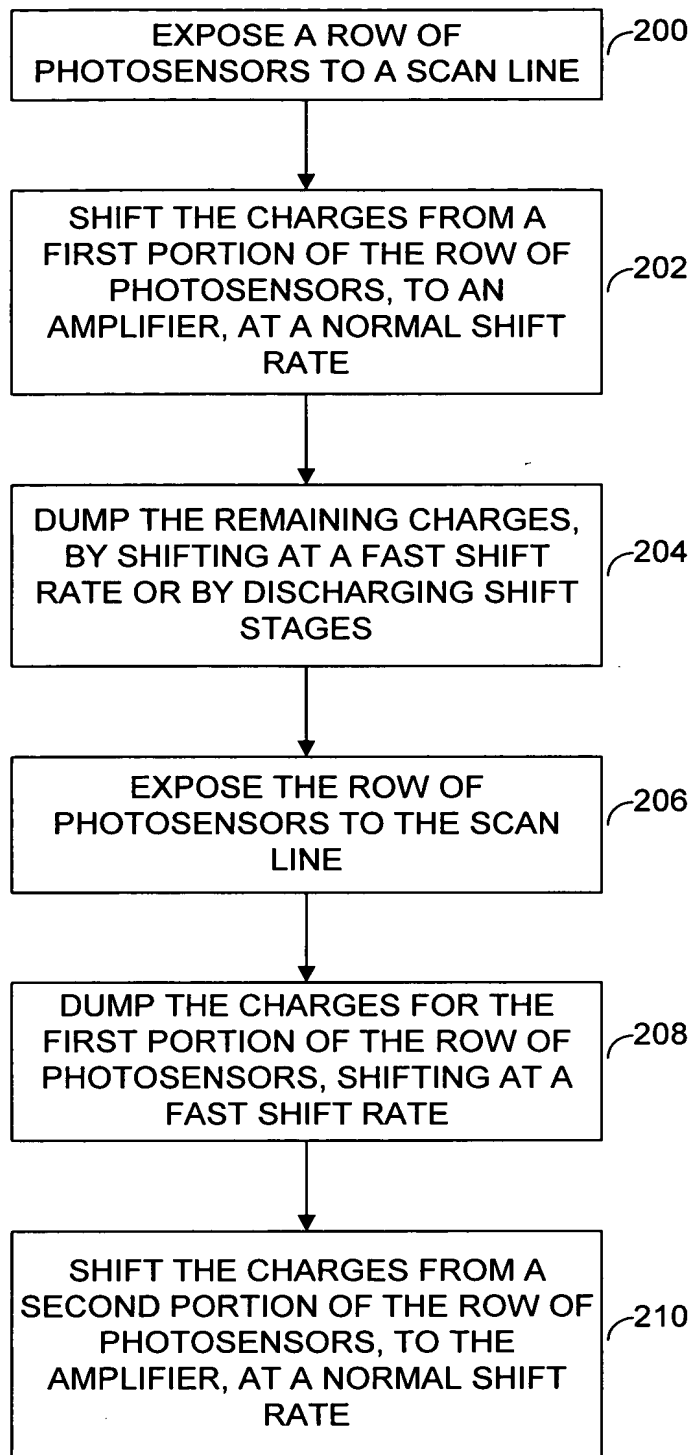 EXPOSE A ROW OF
PHOTOSENSORS TO A SCAN LINE
200
SHIFT THE CHARGES FROM A
FIRST PORTION OF THE ROW OF
PHOTOSENSORS, TO AN
AMPLIFIER, AT A NORMAL SHIFT
RATE
202
DUMP THE REMAINING CHARGES,
BY SHIFTING AT A FAST SHIFT
RATE OR BY DISCHARGING SHIFT
STAGES
204
EXPOSE THE ROW OF
PHOTOSENSORS TO THE SCAN
LINE
206
DUMP THE CHARGES FOR THE
FIRST PORTION OF THE ROW OF
PHOTOSENSORS, SHIFTING AT A
FAST SHIFT RATE
208
SHIFT THE CHARGES FROM A
SECOND PORTION OF THE ROW OF
PHOTOSENSORS, TO THE
AMPLIFIER, AT A NORMAL SHIFT
RATE
210